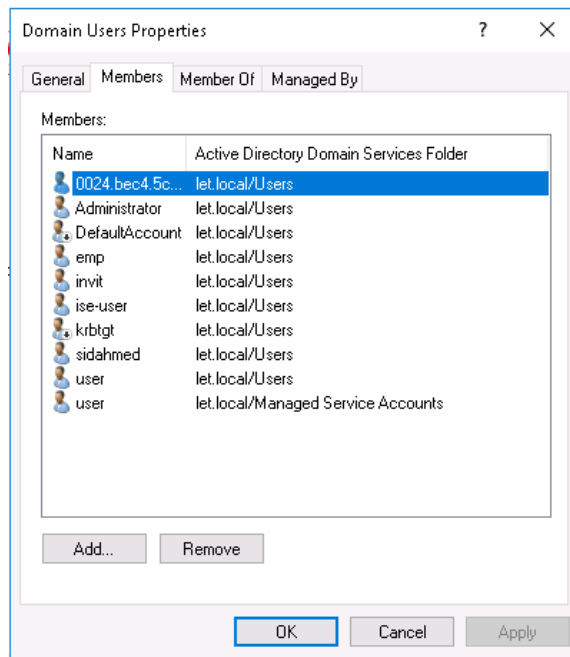 Domain Users Properties ?
General Members Member Of Managed By
Members:
Name Active Directory Domain Services Folder
0024.bec4.5c... let.local/Users
Administrator let.local/Users
DefaultAccount let.local/Users
emp let.local/Users
invit let.local/Users
ise-user let.local/Users
krbtgt let.local/Users
sidahmed let.local/Users
user let.local/Users
user let.local/Managed Service Accounts
Add... Remove
OK Cancel Apply